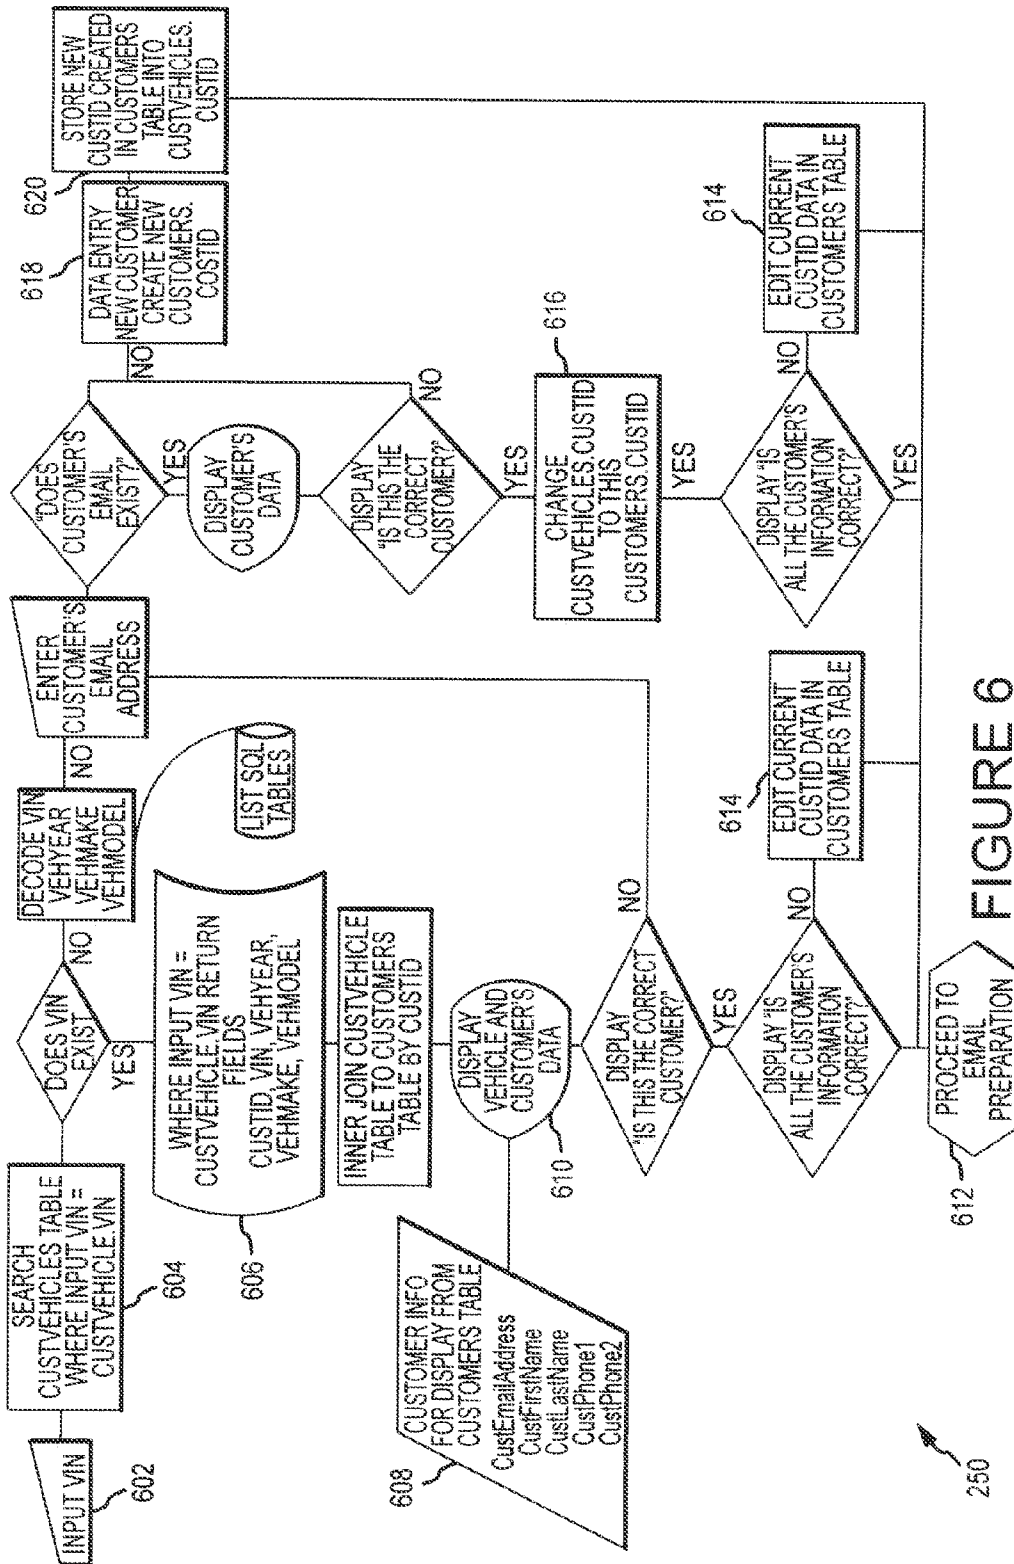 INPUT VIN
602
SEARCH
CUSTVEHICLES TABLE
WHERE INPUT VIN =
CUSTVEHICLE.VIN
604
DOES VIN
EXIST
NO
YES
DECODE VIN
VEHYEAR
VEHMAKE
VEHMODEL
NO
LIST SQL
TABLES
ENTER
CUSTOMER'S
EMAIL
ADDRESS
"DOES
CUSTOMER'S
EMAIL
EXIST?"
NO
YES
DATA ENTRY
NEW CUSTOMER
CREATE NEW
CUSTOMERS.
COSTID
618
STORE NEW
CUSTID CREATED
IN CUSTOMERS
TABLE INTO
CUSTVEHICLES.
CUSTID
620
WHERE INPUT VIN =
CUSTVEHICLE.VIN RETURN
FIELDS
CUSTID, VIN, VEHYEAR,
VEHMAKE, VEHMODEL
606
INNER JOIN CUSTVEHICLE
TABLE TO CUSTOMERS
TABLE BY CUSTID
DISPLAY
VEHICLE AND
CUSTOMER'S
DATA
610
CUSTOMER INFO
FOR DISPLAY FROM
CUSTOMERS TABLE
CustEmailAddress
CustFirstName
CustLastName
CustPhone1
CustPhone2
608
DISPLAY
"IS THIS THE CORRECT
CUSTOMER?"
NO
YES
DISPLAY "IS
ALL THE CUSTOMER'S
INFORMATION
CORRECT?"
NO
EDIT CURRENT
CUSTID DATA IN
CUSTOMERS TABLE
614
DISPLAY
CUSTOMER'S
DATA
DISPLAY
"IS THIS THE
CORRECT
CUSTOMER?"
NO
YES
CHANGE
CUSTVEHICLES.CUSTID
TO THIS
CUSTOMERS.CUSTID
616
YES
DISPLAY "IS
ALL THE CUSTOMER'S
INFORMATION
CORRECT?"
NO
YES
EDIT CURRENT
CUSTID DATA IN
CUSTOMERS TABLE
614
PROCEED TO
EMAIL
PREPARATION
612
250
FIGURE 6